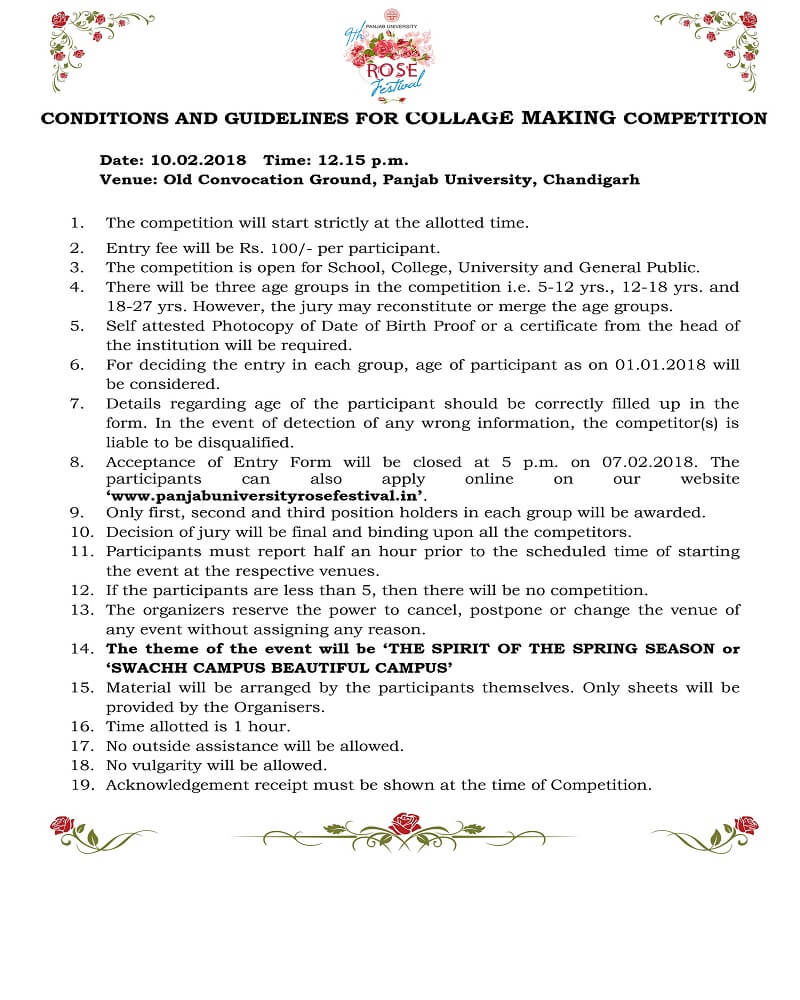 PANJAB UNIVERSITY
9th
ROSE
Festival
CONDITIONS AND GUIDELINES FOR COLLAGE MAKING COMPETITION
Date: 10.02.2018 Time: 12.15 p.m.
Venue: Old Convocation Ground, Panjab University, Chandigarh
1. The competition will start strictly at the allotted time.
2. Entry fee will be Rs. 100/- per participant.
3. The competition is open for School, College, University and General Public.
4. There will be three age groups in the competition i.e. 5-12 yrs., 12-18 yrs. and
18-27 yrs. However, the jury may reconstitute or merge the age groups.
5. Self attested Photocopy of Date of Birth Proof or a certificate from the head of
the institution will be required.
6. For deciding the entry in each group, age of participant as on 01.01.2018 will
be considered.
7. Details regarding age of the participant should be correctly filled up in the
form. In the event of detection of any wrong information, the competitor(s) is
liable to be disqualified.
8. Acceptance of Entry Form will be closed at 5 p.m. on 07.02.2018. The
participants can also apply online on our website
‘www.panjabuniversityrosefestival.in’.
9. Only first, second and third position holders in each group will be awarded.
10. Decision of jury will be final and binding upon all the competitors.
11. Participants must report half an hour prior to the scheduled time of starting
the event at the respective venues.
12. If the participants are less than 5, then there will be no competition.
13. The organizers reserve the power to cancel, postpone or change the venue of
any event without assigning any reason.
14. The theme of the event will be ‘THE SPIRIT OF THE SPRING SEASON or
‘SWACHH CAMPUS BEAUTIFUL CAMPUS’
15. Material will be arranged by the participants themselves. Only sheets will be
provided by the Organisers.
16. Time allotted is 1 hour.
17. No outside assistance will be allowed.
18. No vulgarity will be allowed.
19. Acknowledgement receipt must be shown at the time of Competition.